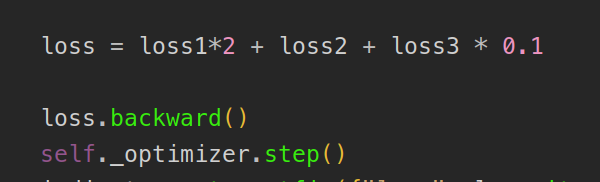 loss = loss1*2 + loss2 + loss3 * 0.1
loss.backward()
self._optimizer.step()